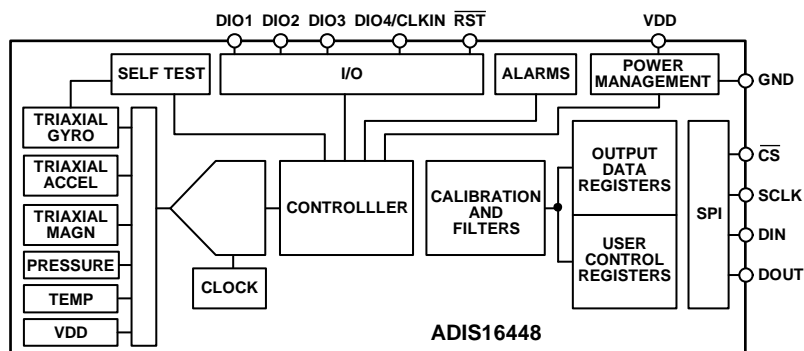 DIO1 DIO2 DIO3 DIO4/CLKIN RST VDD
SELF TEST
I/O
ALARMS
POWER
MANAGEMENT
GND
TRIAXIAL
GYRO
TRIAXIAL
ACCEL
TRIAXIAL
MAGN
PRESSURE
TEMP
VDD
CLOCK
CONTROLLLER
CALIBRATION
AND
FILTERS
OUTPUT
DATA
REGISTERS
USER
CONTROL
REGISTERS
SPI
CS
SCLK
DIN
DOUT
ADIS16448